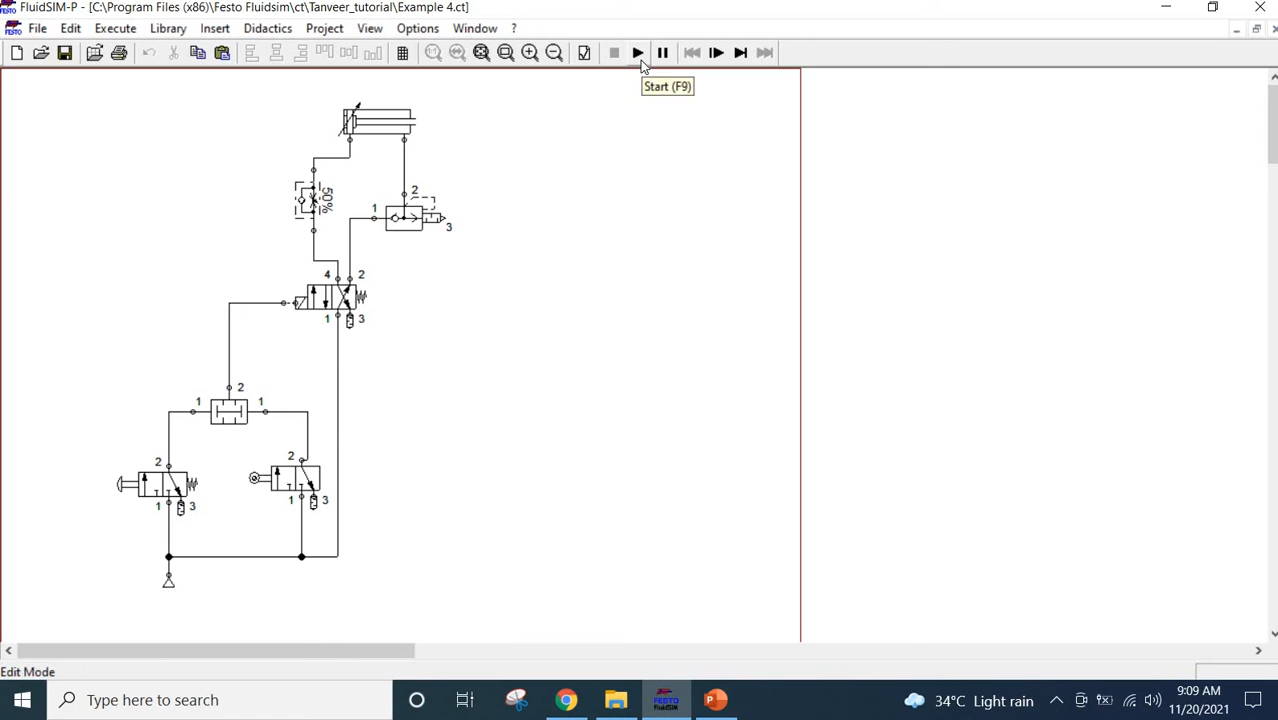 FluidSIM-P - [C:\Program Files (x86)\Festo Fluidsim\ct\Tanveer_tutorial\Example 4.ct]
File Edit Execute Library Insert Didactics Project View Options Window ?
Start (F9)
50%
2
1
3
4 2
1 3
2
1 1
2
1 3
2
1 3
Edit Mode
Type here to search
FESTO
FluidSIM
34°C Light rain
9:09 AM
11/20/2021